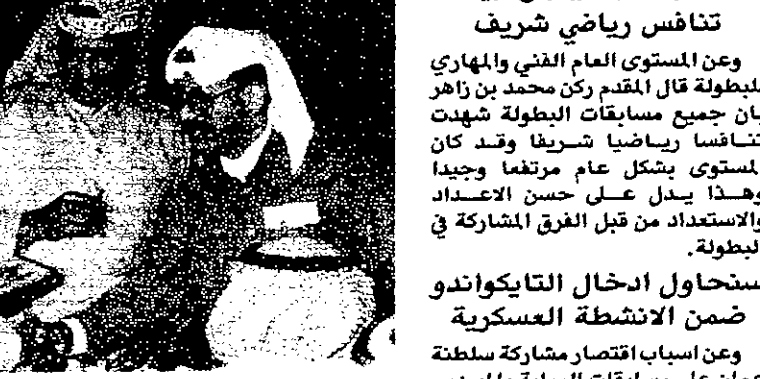 تنافس رياضي شريف
وعن المستوى العام الفني والمهاري
للبطولة قال المقدم ركن محمد بن زاهر
بان جميع مسابقات البطولة شهدت
تنافسا رياضيا شريفا وقد كان
المستوى بشكل عام مرتفعا وجيدا
وهذا يدل على حسن الاعداد
والاستعداد من قبل الفرق المشاركة في
البطولة.
سنحاول ادخال التايكواندو
ضمن الانشطة العسكرية
وعن اسباب اقتصار مشاركة سلطنة